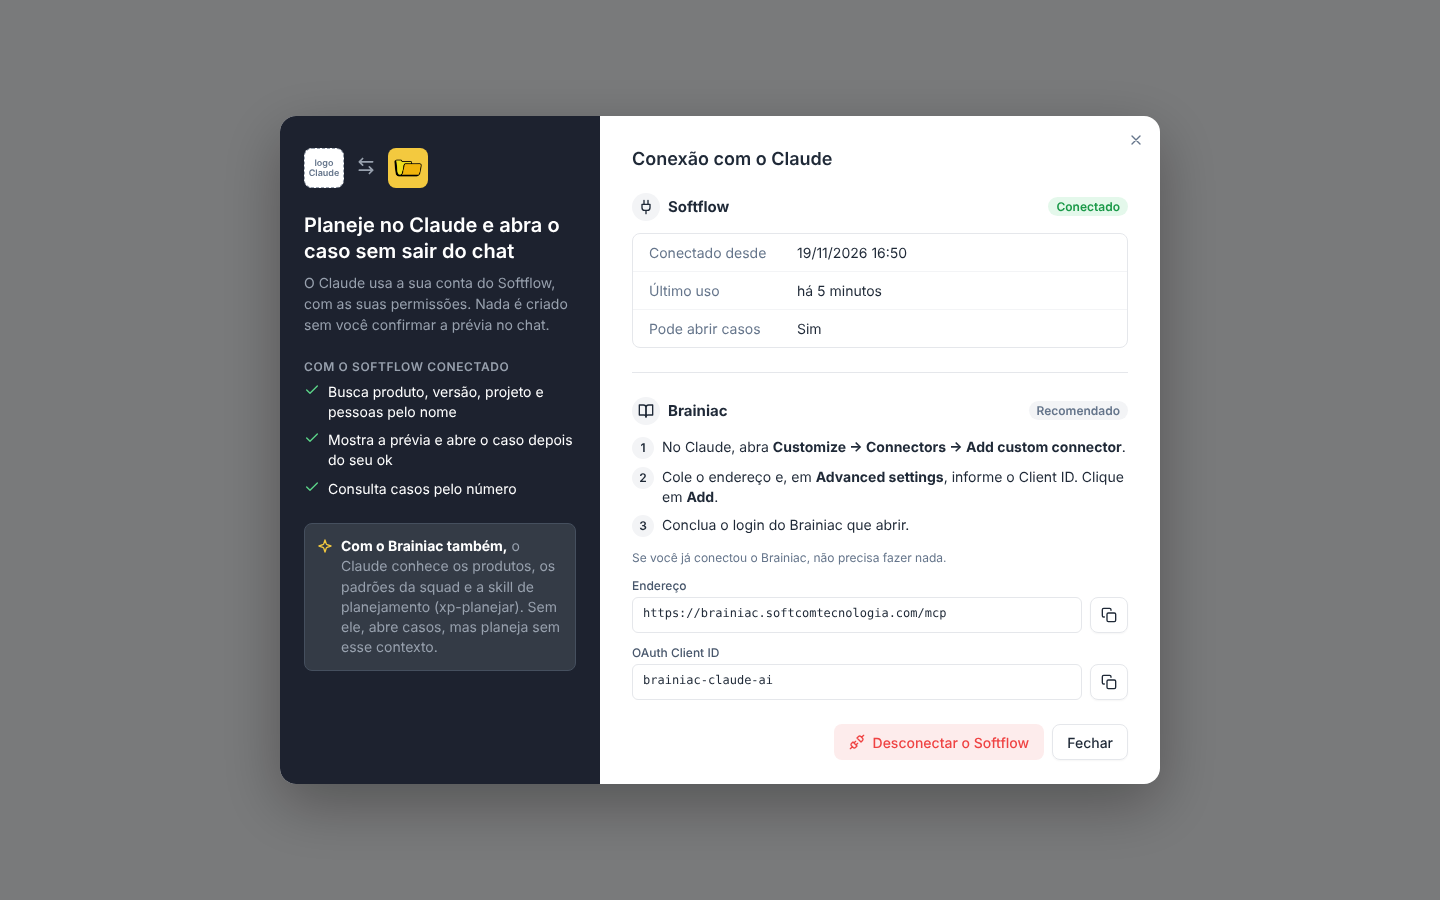 logo
Claude
Planeje no Claude e abra o
caso sem sair do chat
O Claude usa a sua conta do Softflow,
com as suas permissões. Nada é criado
sem você confirmar a prévia no chat.
COM O SOFTFLOW CONECTADO
Busca produto, versão, projeto e
pessoas pelo nome
Mostra a prévia e abre o caso depois
do seu ok
Consulta casos pelo número
Com o Brainiac também, o
Claude conhece os produtos, os
padrões da squad e a skill de
planejamento (xp-planejar). Sem
ele, abre casos, mas planeja sem
esse contexto.
Conexão com o Claude
Softflow Conectado
Conectado desde 19/11/2026 16:50
Último uso há 5 minutos
Pode abrir casos Sim
Brainiac Recomendado
1 No Claude, abra Customize → Connectors → Add custom connector.
2 Cole o endereço e, em Advanced settings, informe o Client ID. Clique
em Add.
3 Conclua o login do Brainiac que abrir.
Se você já conectou o Brainiac, não precisa fazer nada.
Endereço
https://brainiac.softcomtecnologia.com/mcp
OAuth Client ID
brainiac-claude-ai
Desconectar o Softflow Fechar